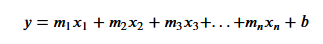 y = m₁x₁ + m₂x₂ + m₃x₃+. . . +mₙxₙ + b